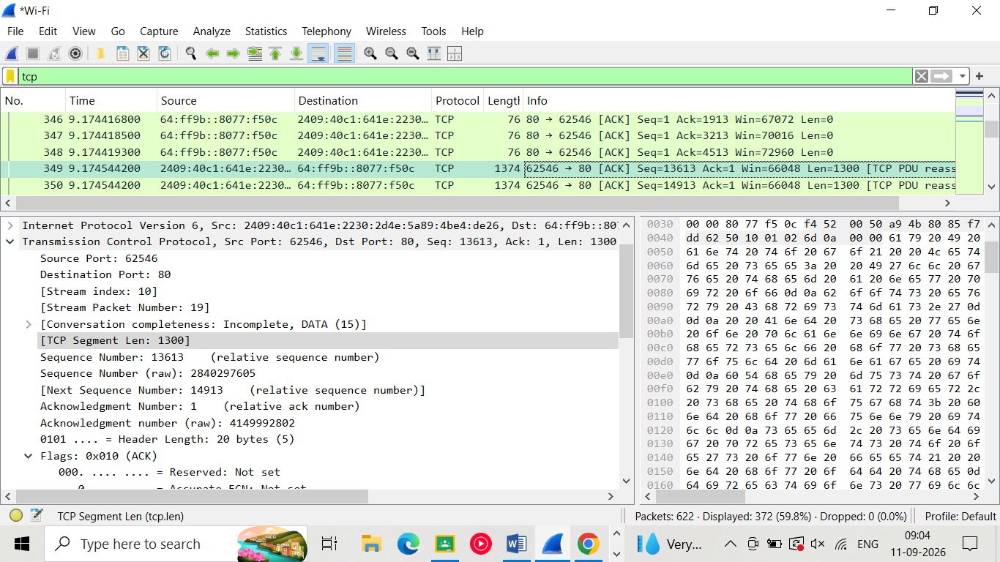 *Wi-Fi
File Edit View Go Capture Analyze Statistics Telephony Wireless Tools Help
tcp
No. Time Source Destination Protocol Length Info
346 9.174416800 64:ff9b::8077:f50c 2409:40c1:641e:2230… TCP 76 80 → 62546 [ACK] Seq=1 Ack=1913 Win=67072 Len=0
347 9.174418500 64:ff9b::8077:f50c 2409:40c1:641e:2230… TCP 76 80 → 62546 [ACK] Seq=1 Ack=3213 Win=70016 Len=0
348 9.174419300 64:ff9b::8077:f50c 2409:40c1:641e:2230… TCP 76 80 → 62546 [ACK] Seq=1 Ack=4513 Win=72960 Len=0
349 9.174544200 2409:40c1:641e:2230… 64:ff9b::8077:f50c TCP 1374 62546 → 80 [ACK] Seq=13613 Ack=1 Win=66048 Len=1300 [TCP PDU reass
350 9.174544200 2409:40c1:641e:2230… 64:ff9b::8077:f50c TCP 1374 62546 → 80 [ACK] Seq=14913 Ack=1 Win=66048 Len=1300 [TCP PDU reass
Internet Protocol Version 6, Src: 2409:40c1:641e:2230:2d4e:5a89:4be4:de26, Dst: 64:ff9b::807
Transmission Control Protocol, Src Port: 62546, Dst Port: 80, Seq: 13613, Ack: 1, Len: 1300
Source Port: 62546
Destination Port: 80
[Stream index: 10]
[Stream Packet Number: 19]
[Conversation completeness: Incomplete, DATA (15)]
[TCP Segment Len: 1300]
Sequence Number: 13613 (relative sequence number)
Sequence Number (raw): 2840297605
[Next Sequence Number: 14913 (relative sequence number)]
Acknowledgment Number: 1 (relative ack number)
Acknowledgment number (raw): 4149992802
0101 .... = Header Length: 20 bytes (5)
Flags: 0x010 (ACK)
000. .... .... = Reserved: Not set
0030 00 00 80 77 f5 0c f4 52 00 50 a9 4b 80 85 f7
0040 dd 62 50 10 01 02 6d 0a 00 00 61 79 20 49 20
0050 61 6e 74 20 74 6f 20 67 6f 21 20 20 4c 65 74
0060 6d 65 20 73 65 65 3a 20 20 49 27 6c 6c 20 67
0070 76 65 20 74 68 65 6d 20 61 20 6e 65 77 20 70
0080 69 72 20 6f 66 0d 0a 62 6f 6f 74 73 20 65 76
0090 72 79 20 43 68 72 69 73 74 6d 61 73 2e 27 0d
00a0 0d 0a 20 20 41 6e 64 20 73 68 65 20 77 65 6e
00b0 20 6f 6e 20 70 6c 61 6e 6e 69 6e 67 20 74 6f
00c0 68 65 72 73 65 6c 66 20 68 6f 77 20 73 68 65
00d0 77 6f 75 6c 64 20 6d 61 6e 61 67 65 20 69 74
00e0 0d 0a 60 54 68 65 79 20 6d 75 73 74 20 67 6f
00f0 62 79 20 74 68 65 20 63 61 72 72 69 65 72 2c
0100 20 73 68 65 20 74 68 6f 75 67 68 74 3b 20 60
0110 6e 64 20 68 6f 77 20 66 75 6e 6e 79 20 69 74
0120 6c 6c 0d 0a 73 65 65 6d 2c 20 73 65 6e 64 69
0130 67 20 70 72 65 73 65 6e 74 73 20 74 6f 20 6f
0140 65 27 73 20 6f 77 6e 20 66 65 65 74 21 20 20
0150 6e 64 20 68 6f 77 20 6f 64 64 20 74 68 65 0d
0160 64 69 72 65 63 74 69 6f 6e 73 20 77 69 6c 6c
TCP Segment Len (tcp.len) Packets: 622 · Displayed: 372 (59.8%) · Dropped: 0 (0.0%) Profile: Default
Type here to search Very... ENG 09:04
11-09-2026